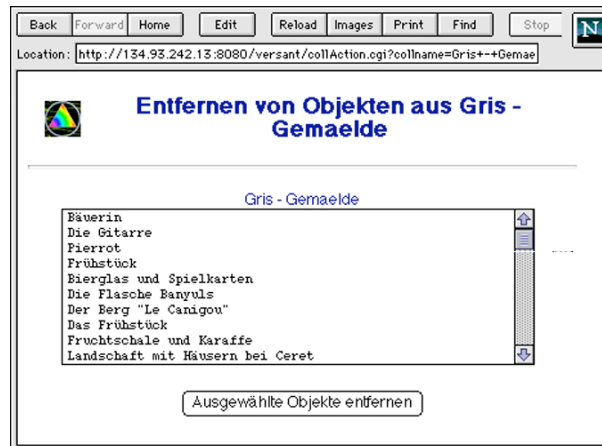 Back Forward Home Edit Reload Images Print Find Stop N
Location: http://134.93.242.13:8080/versant/collAction.cgi?collname=Gris+-+Gemae
Entfernen von Objekten aus Gris -
Gemaelde
Gris - Gemaelde
Bäuerin
Die Gitarre
Pierrot
Frühstück
Bierglas und Spielkarten
Die Flasche Banyuls
Der Berg "Le Canigou"
Das Frühstück
Fruchtschale und Karaffe
Landschaft mit Häusern bei Ceret
Ausgewählte Objekte entfernen